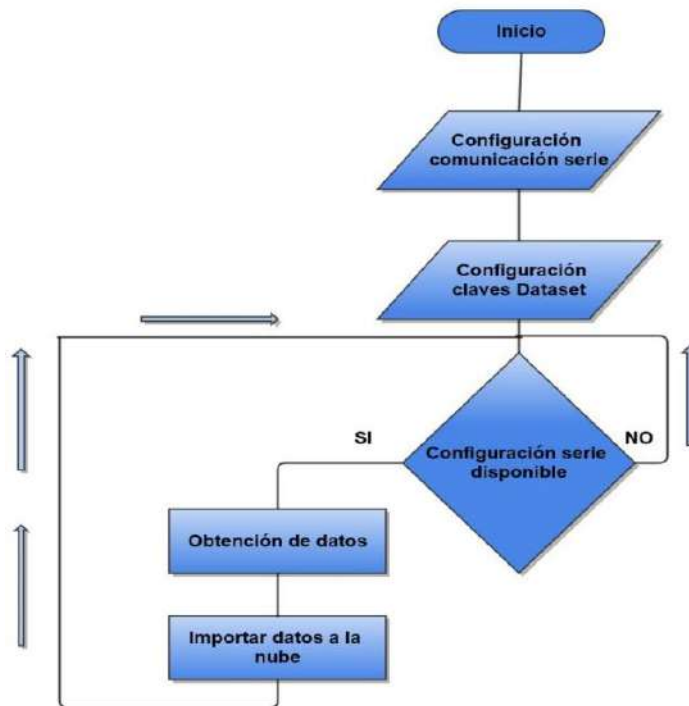 Inicio
Configuración
comunicación serie
Configuración
claves Dataset
SI
NO
Configuración serie
disponible
Obtención de datos
Importar datos a la
nube